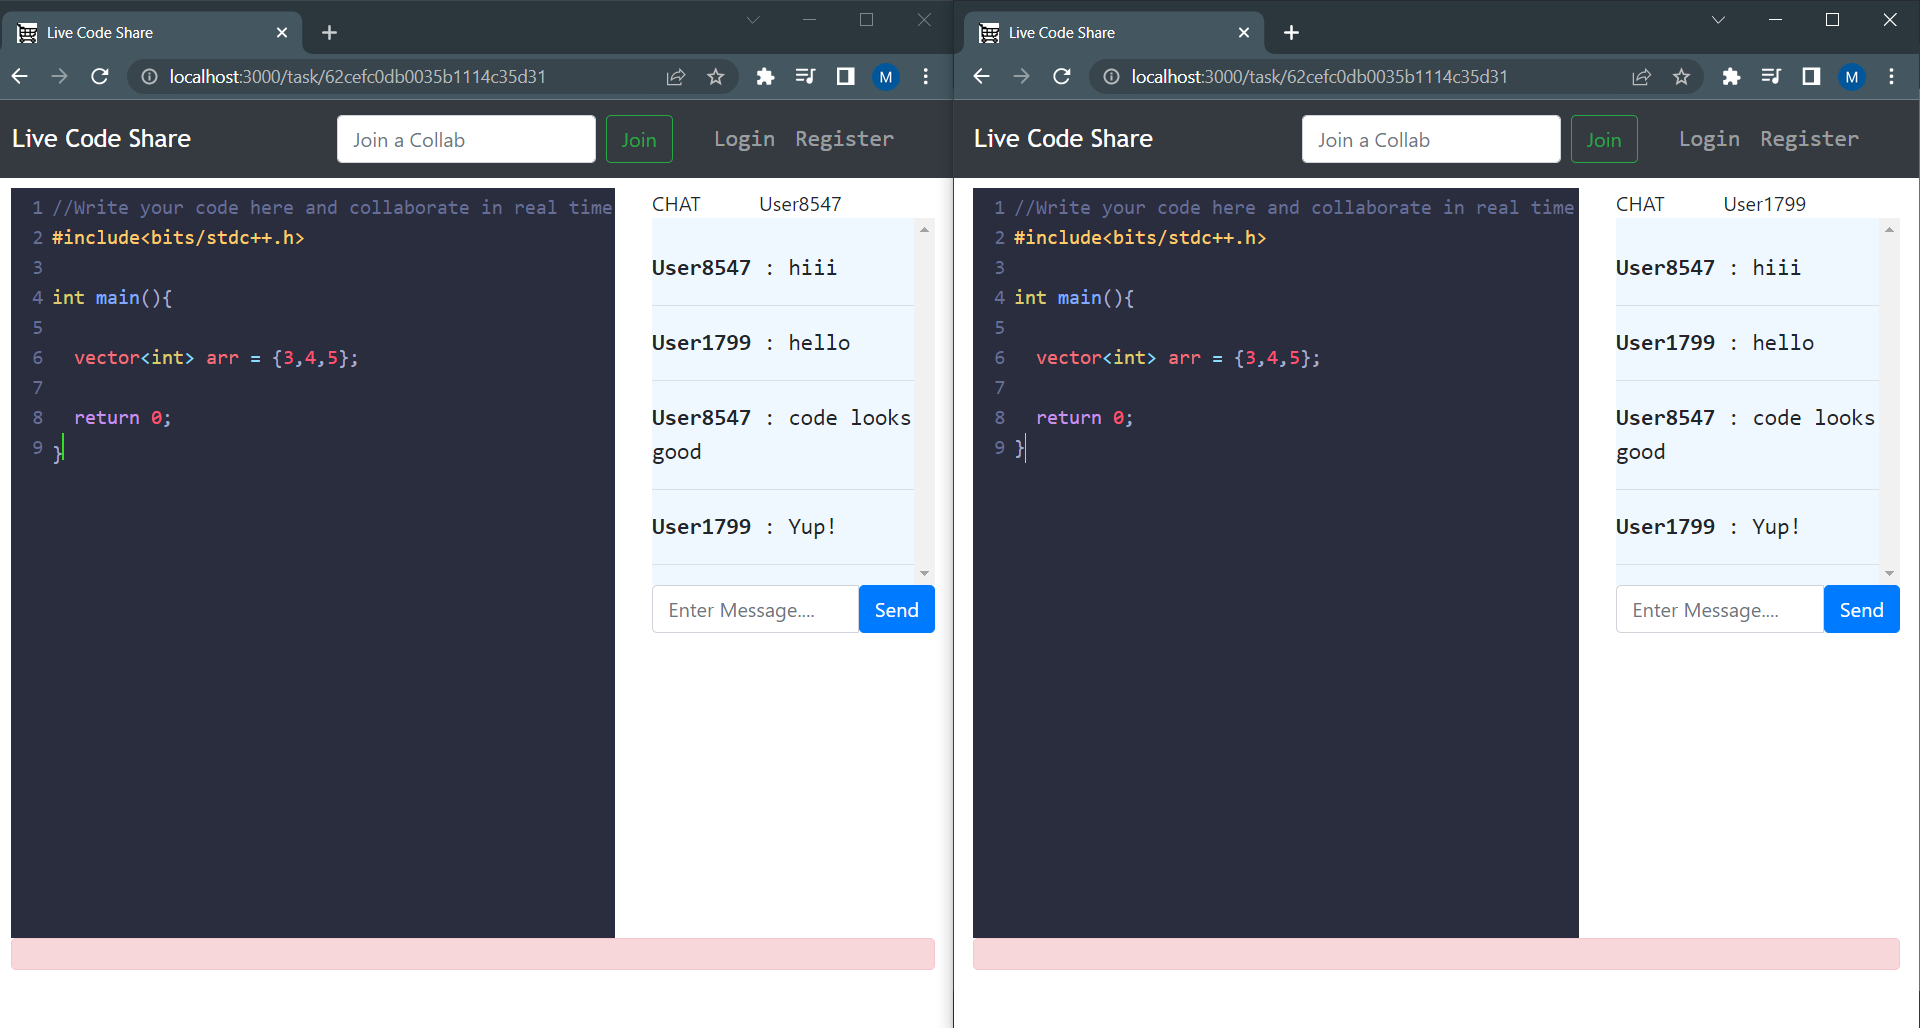 Live Code Share
localhost:3000/task/62cefc0db0035b1114c35d31
M
Live Code Share
Join a Collab
Join
Login
Register
1 //Write your code here and collaborate in real time
2 #include<bits/stdc++.h>
3
4 int main(){
5
6   vector<int> arr = {3,4,5};
7
8   return 0;
9 }
CHAT
User8547
User8547 : hiii
User1799 : hello
User8547 : code looks
good
User1799 : Yup!
Enter Message....
Send
Live Code Share
localhost:3000/task/62cefc0db0035b1114c35d31
M
Live Code Share
Join a Collab
Join
Login
Register
1 //Write your code here and collaborate in real time
2 #include<bits/stdc++.h>
3
4 int main(){
5
6   vector<int> arr = {3,4,5};
7
8   return 0;
9 }
CHAT
User1799
User8547 : hiii
User1799 : hello
User8547 : code looks
good
User1799 : Yup!
Enter Message....
Send